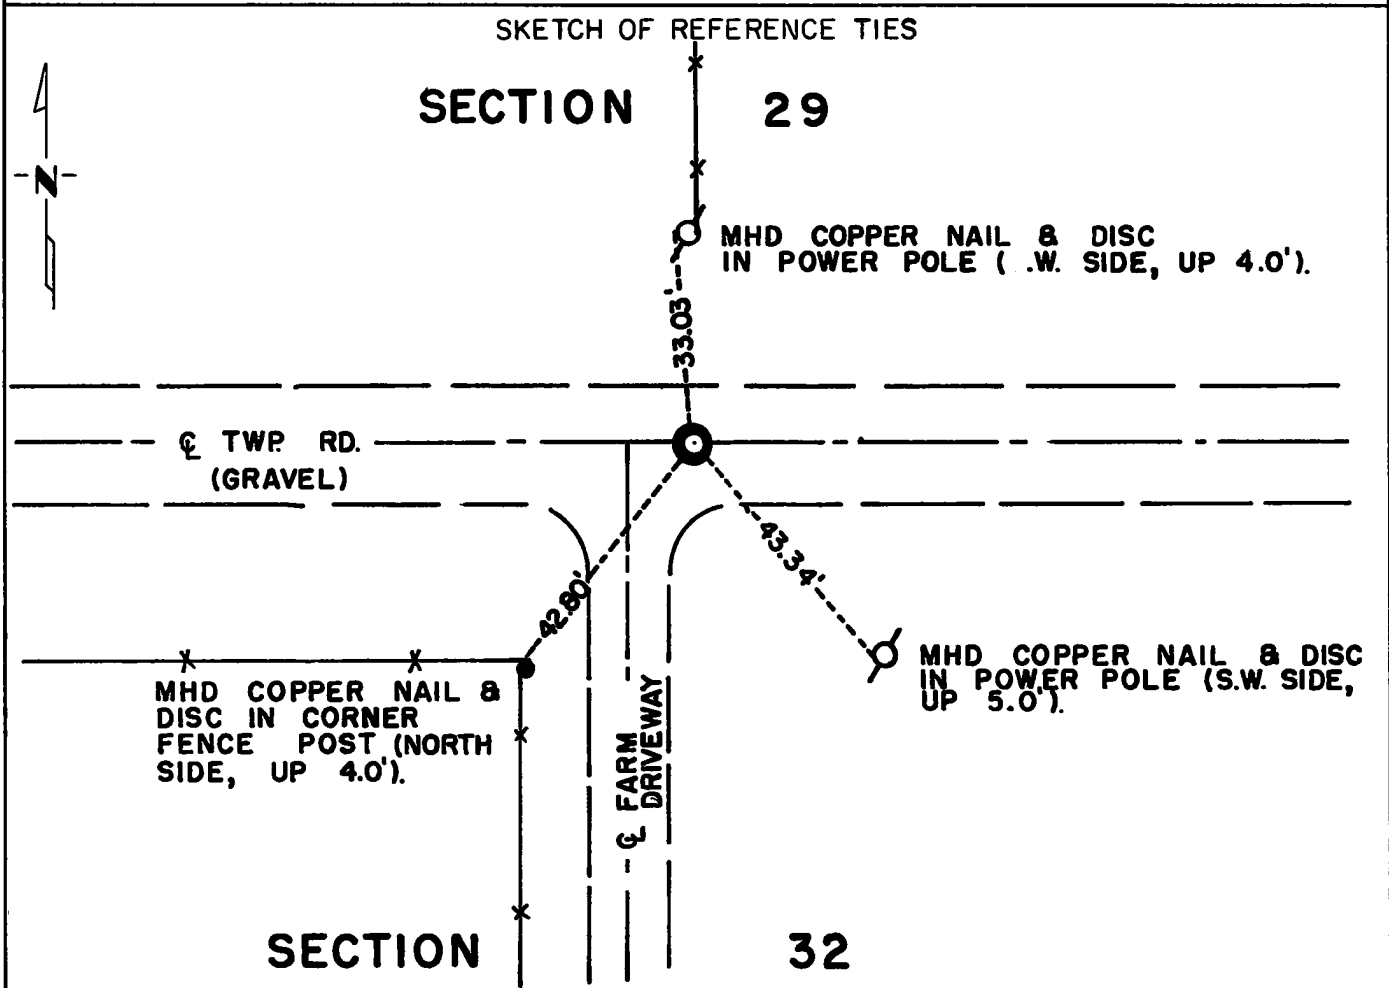 SKETCH OF REFERENCE TIES
SECTION 29
N
MHD COPPER NAIL & DISC
IN POWER POLE ( .W. SIDE, UP 4.0').
33.03'
℄ TWP. RD.
(GRAVEL)
43.34'
42.80'
MHD COPPER NAIL & DISC
IN POWER POLE (S.W. SIDE,
UP 5.0').
MHD COPPER NAIL &
DISC IN CORNER
FENCE POST (NORTH
SIDE, UP 4.0').
℄ FARM
DRIVEWAY
SECTION 32